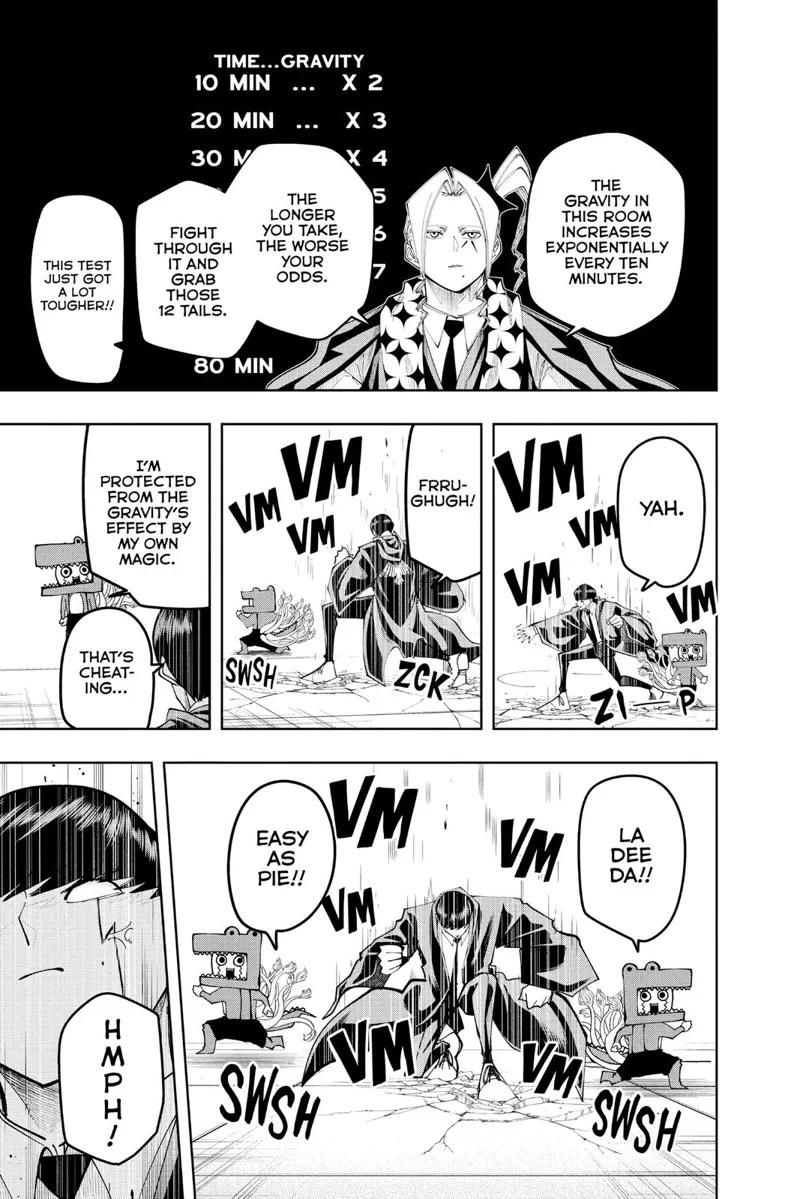 TIME...GRAVITY
10 MIN ... X 2
20 MIN ... X 3
30 M X 4
5
6
7
80 MIN
THE
GRAVITY IN
THIS ROOM
INCREASES
EXPONENTIALLY
EVERY TEN
MINUTES.
THE
LONGER
YOU TAKE,
THE WORSE
YOUR
ODDS.
FIGHT
THROUGH
IT AND
GRAB
THOSE
12 TAILS.
THIS TEST
JUST GOT
A LOT
TOUGHER!!
VM
VM
VM
VM
YAH.
ZI—P
VM
VM
VM
VM
FRRU-
GHUGH!
SWSH
ZCK
I'M
PROTECTED
FROM THE
GRAVITY'S
EFFECT BY
MY OWN
MAGIC.
THAT'S
CHEAT-
ING...
LA
DEE
DA!!
VM
VM
VM
VM
VM
EASY
AS
PIE!!
SWSH
SWSH
HMPH!